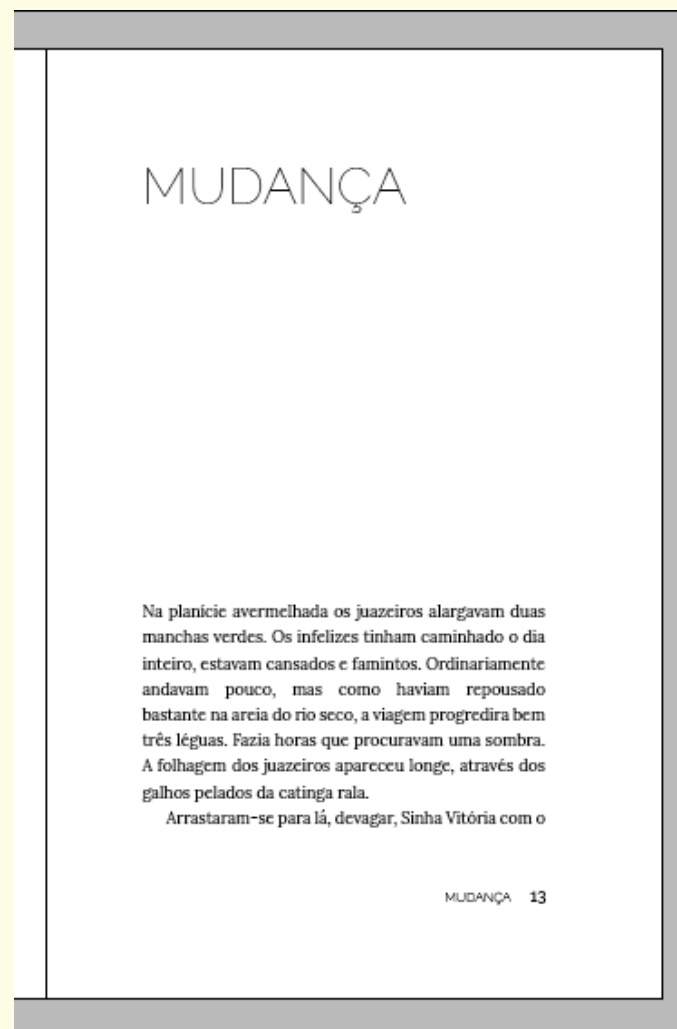 MUDANÇA
Na planície avermelhada os juazeiros alargavam duas
manchas verdes. Os infelizes tinham caminhado o dia
inteiro, estavam cansados e famintos. Ordinariamente
andavam pouco, mas como haviam repousado
bastante na areia do rio seco, a viagem progredira bem
três léguas. Fazia horas que procuravam uma sombra.
A folhagem dos juazeiros apareceu longe, através dos
galhos pelados da catinga rala.
Arrastaram-se para lá, devagar, Sinha Vitória com o
MUDANÇA 13